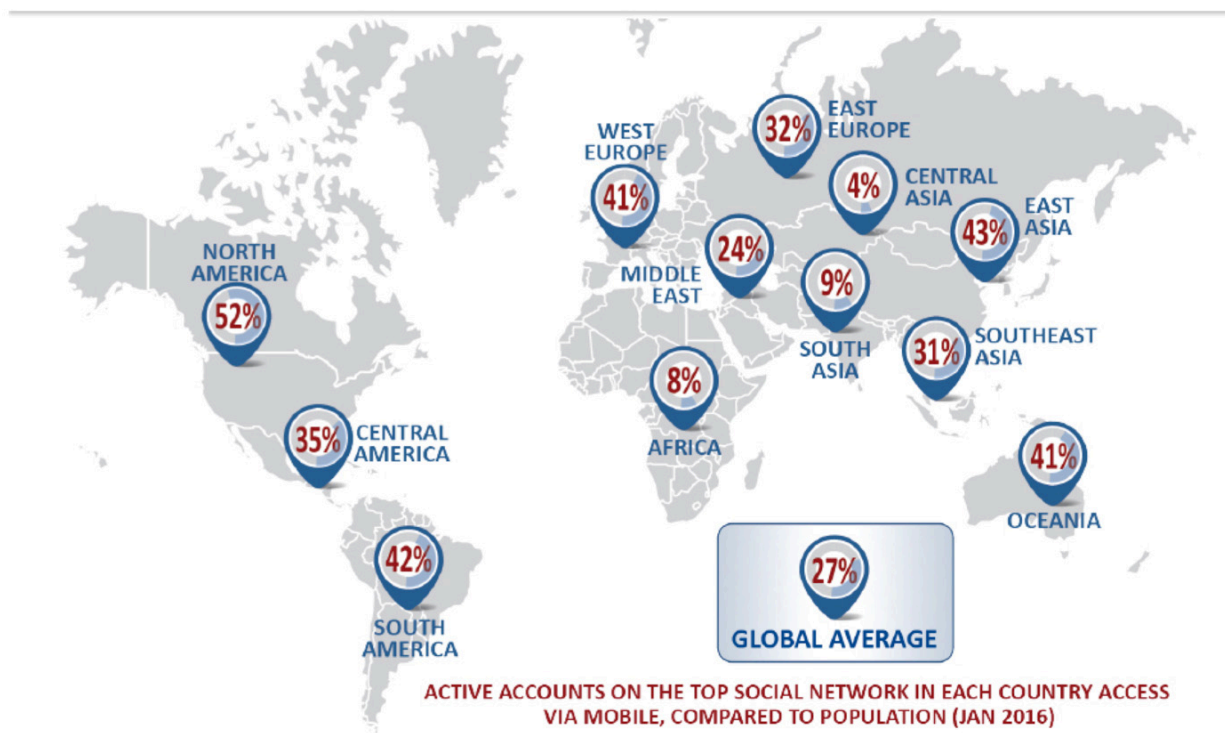 32%
EAST
EUROPE
WEST
EUROPE
41%
4%
CENTRAL
ASIA
43%
EAST
ASIA
NORTH
AMERICA
52%
24%
MIDDLE
EAST
9%
SOUTH
ASIA
31%
SOUTHEAST
ASIA
8%
AFRICA
35%
CENTRAL
AMERICA
41%
OCEANIA
42%
SOUTH
AMERICA
27%
GLOBAL AVERAGE
ACTIVE ACCOUNTS ON THE TOP SOCIAL NETWORK IN EACH COUNTRY ACCESS
VIA MOBILE, COMPARED TO POPULATION (JAN 2016)